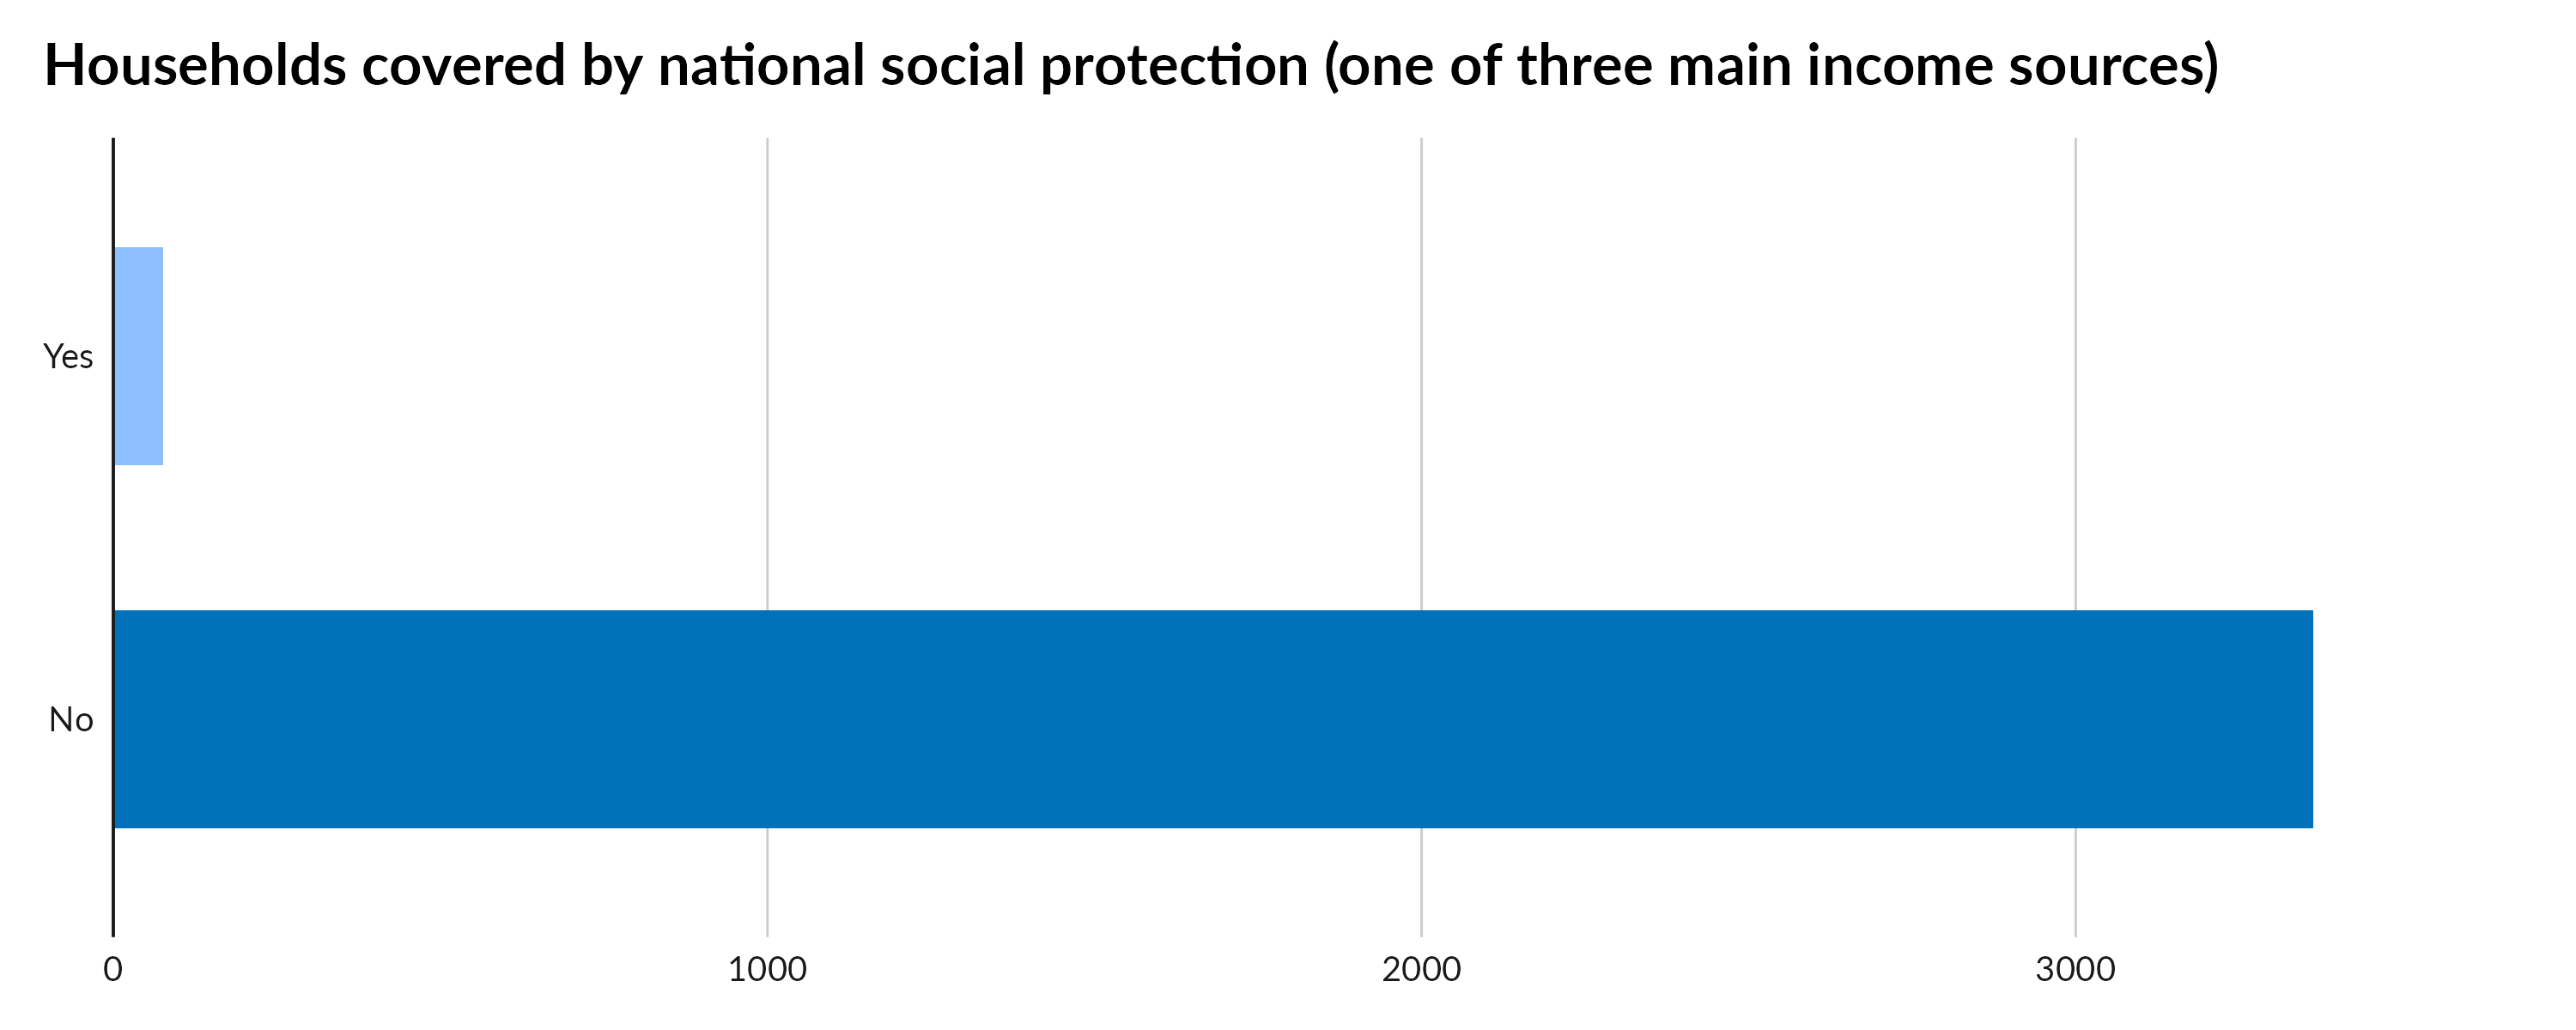 Households covered by national social protection (one of three main income sources)
Yes
No
0 1000 2000 3000